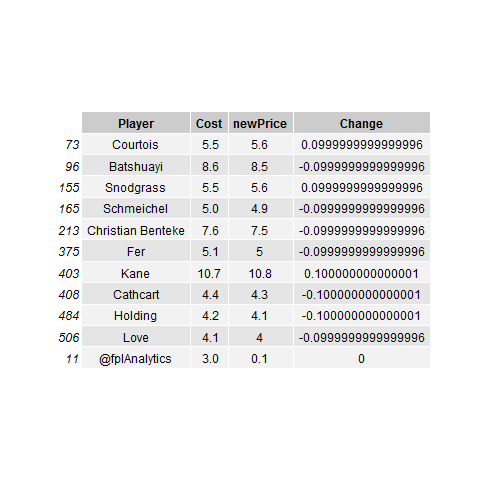 Player Cost newPrice Change
73 Courtois 5.5 5.6 0.0999999999999996
96 Batshuayi 8.6 8.5 -0.0999999999999996
155 Snodgrass 5.5 5.6 0.0999999999999996
165 Schmeichel 5.0 4.9 -0.0999999999999996
213 Christian Benteke 7.6 7.5 -0.0999999999999996
375 Fer 5.1 5 -0.0999999999999996
403 Kane 10.7 10.8 0.100000000000001
408 Cathcart 4.4 4.3 -0.100000000000001
484 Holding 4.2 4.1 -0.100000000000001
506 Love 4.1 4 -0.0999999999999996
11 @fplAnalytics 3.0 0.1 0